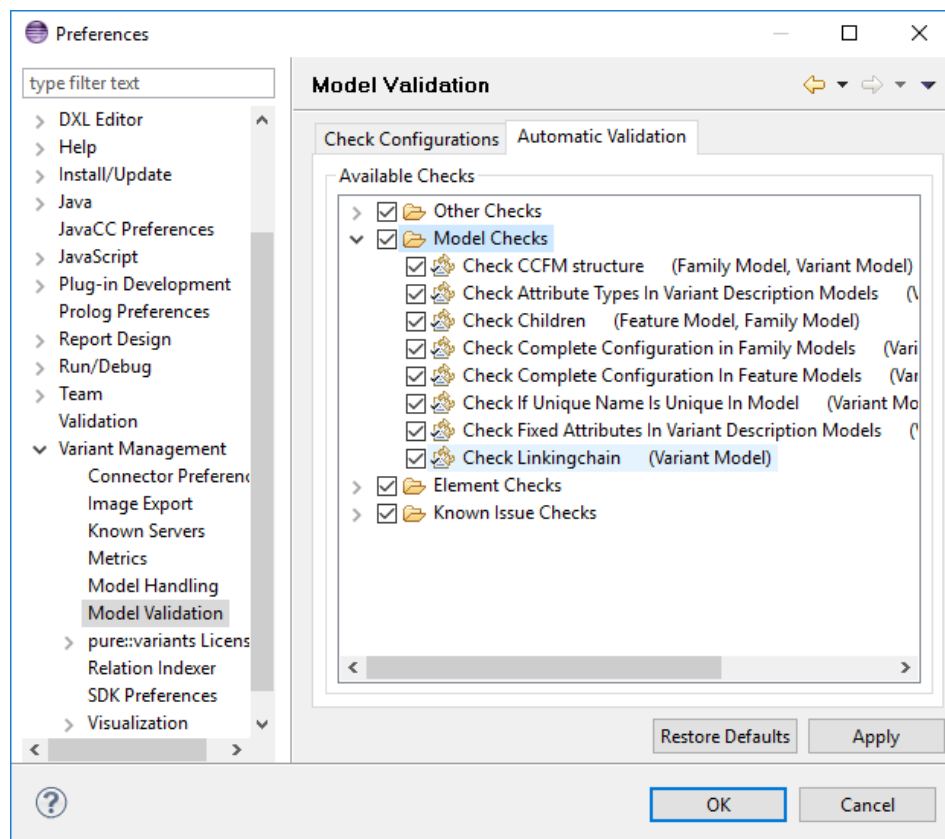 Preferences
type filter text
DXL Editor
Help
Install/Update
Java
JavaCC Preferences
JavaScript
Plug-in Development
Prolog Preferences
Report Design
Run/Debug
Team
Validation
Variant Management
Connector Preferenc
Image Export
Known Servers
Metrics
Model Handling
Model Validation
pure::variants Licens
Relation Indexer
SDK Preferences
Visualization
Model Validation
Check Configurations Automatic Validation
Available Checks
Other Checks
Model Checks
Check CCFM structure (Family Model, Variant Model)
Check Attribute Types In Variant Description Models (V
Check Children (Feature Model, Family Model)
Check Complete Configuration in Family Models (Vari
Check Complete Configuration In Feature Models (Var
Check If Unique Name Is Unique In Model (Variant Mo
Check Fixed Attributes In Variant Description Models (
Check Linkingchain (Variant Model)
Element Checks
Known Issue Checks
Restore Defaults Apply
? OK Cancel